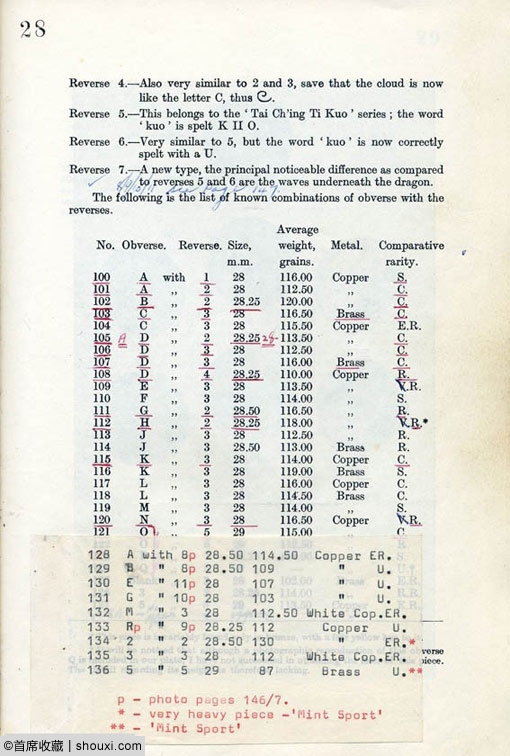 28
Reverse 4.—Also very similar to 2 and 3, save that the cloud is now
like the letter C, thus
Reverse 5.—This belongs to the ‘ Tai Ch'ing Ti Kuo ’ series ; the word
‘ kuo ’ is spelt K II O.
Reverse 6.—Very similar to 5, but the word ‘ kuo ’ is now correctly
spelt with a U.
Reverse 7.—A new type, the principal noticeable difference as compared
to reverses 5 and 6 are the waves underneath the dragon.
see page 147.
The following is the list of known combinations of obverse with the
reverses.
No. Obverse. Reverse. Size, m.m. Average weight, grains. Metal. Comparative rarity.
100 A with 1 28 116.00 Copper S.
101 A ,, 2 28 112.50 ,, C.
102 B ,, 2 28.25 120.00 ,, C.
103 C ,, 3 28 116.50 Brass C.
104 C ,, 3 28 115.50 Copper E.R.
105 A D ,, 2 28.25 28- 113.50 ,, C.
106 D ,, 3 28 112.50 ,, C.
107 D ,, 3 28 116.00 Brass C.
108 D ,, 4 28.25 110.00 Copper R.
109 E ,, 3 28 113.50 ,, V.R.
110 F ,, 3 28 114.00 ,, S.
111 G ,, 2 28.50 116.50 ,, R.
112 H ,, 2 28.25 118.00 ,, V.R.*
113 J ,, 3 28 112.50 ,, R.
114 J ,, 3 28.50 113.00 Brass R.
115 K ,, 3 28 114.00 Copper C.
116 K ,, 3 28 119.00 Brass S.
117 L ,, 3 28 116.00 Copper C.
118 L ,, 3 28 114.50 Brass C.
119 M ,, 3 28 114.00 ,, S.
120 N ,, 3 28 116.50 Copper V.R.
121 O ,, 5 29 115.00 ,, C.
128 A with 8p 28.50 114.50 Copper ER.
129 B " 8p 28.50 109 " U.
130 E " 11p 28 107 " U.
131 G " 10p 28 103 " U.
132 M " 3 28 112.50 White Cop.ER.
133 Rp " 9p 28.25 112 Copper U.
134 2 " 2 28.50 130 " ER.*
135 3 " 3 28 112 White Cop.ER.
136 5 " 5 29 87 Brass U.**
verse
piece.
p - photo pages 146/7.
* - very heavy piece -'Mint Sport'
** - 'Mint Sport'
©首席收藏 | shouxi.com